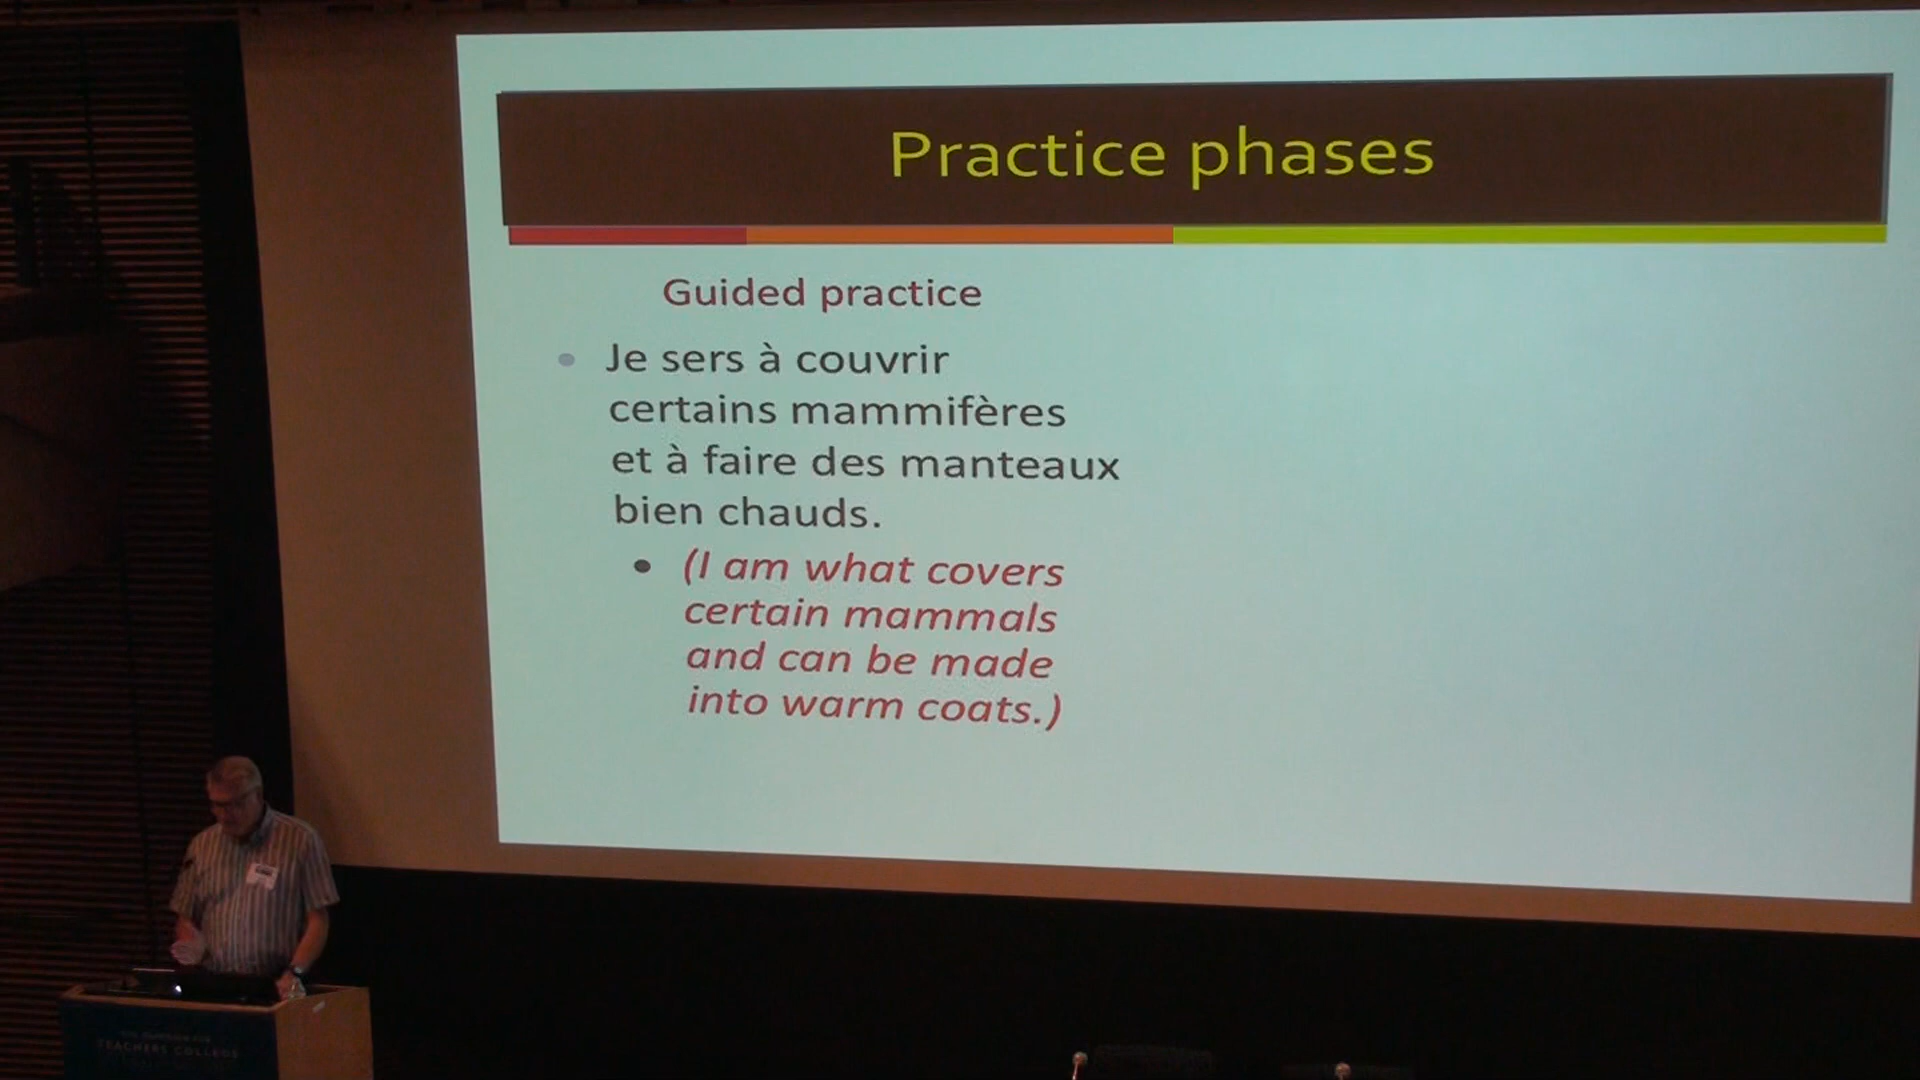 Practice phases
Guided practice
Je sers à couvrir
certains mammifères
et à faire des manteaux
bien chauds.
(I am what covers
certain mammals
and can be made
into warm coats.)
TEACHERS COLLEGE